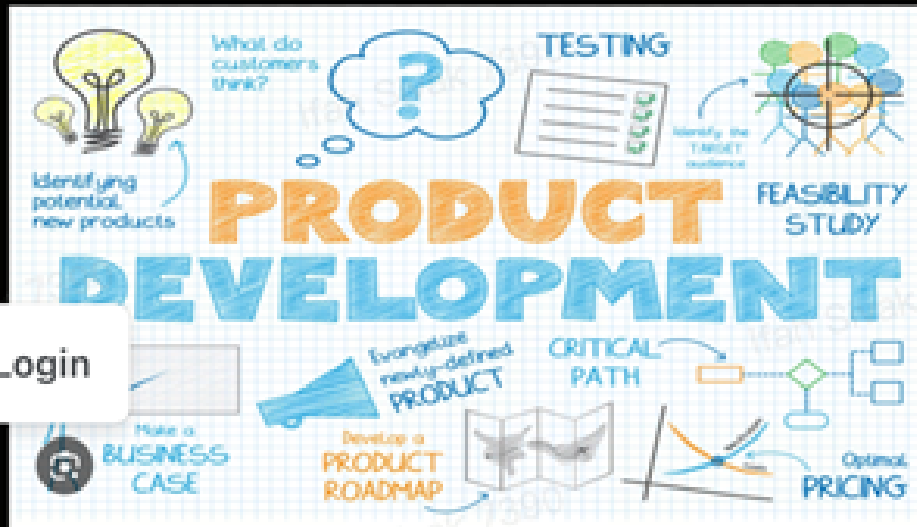 What do
customers
think?
?
TESTING
Identifying
potential
new products
Identify the
TARGET
audience
FEASIBILITY
STUDY
PRODUCT
DEVELOPMENT
Login
Make a
BUSINESS
CASE
Evangelize
newly-defined
PRODUCT
Develop a
PRODUCT
ROADMAP
CRITICAL
PATH
Optimal
PRICING